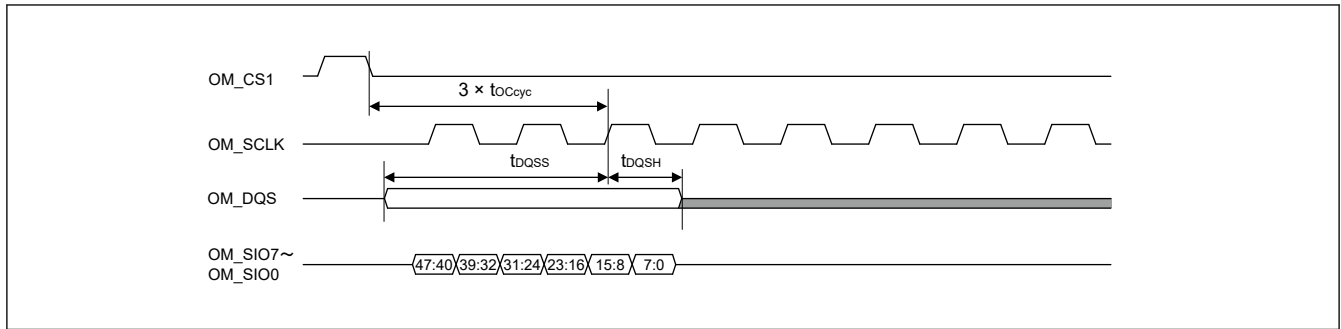 OM_CS1
3 × tOCcyc
OM_SCLK
tDQSS
tDQSH
OM_DQS
OM_SIO7～
OM_SIO0
47:40 39:32 31:24 23:16 15:8 7:0